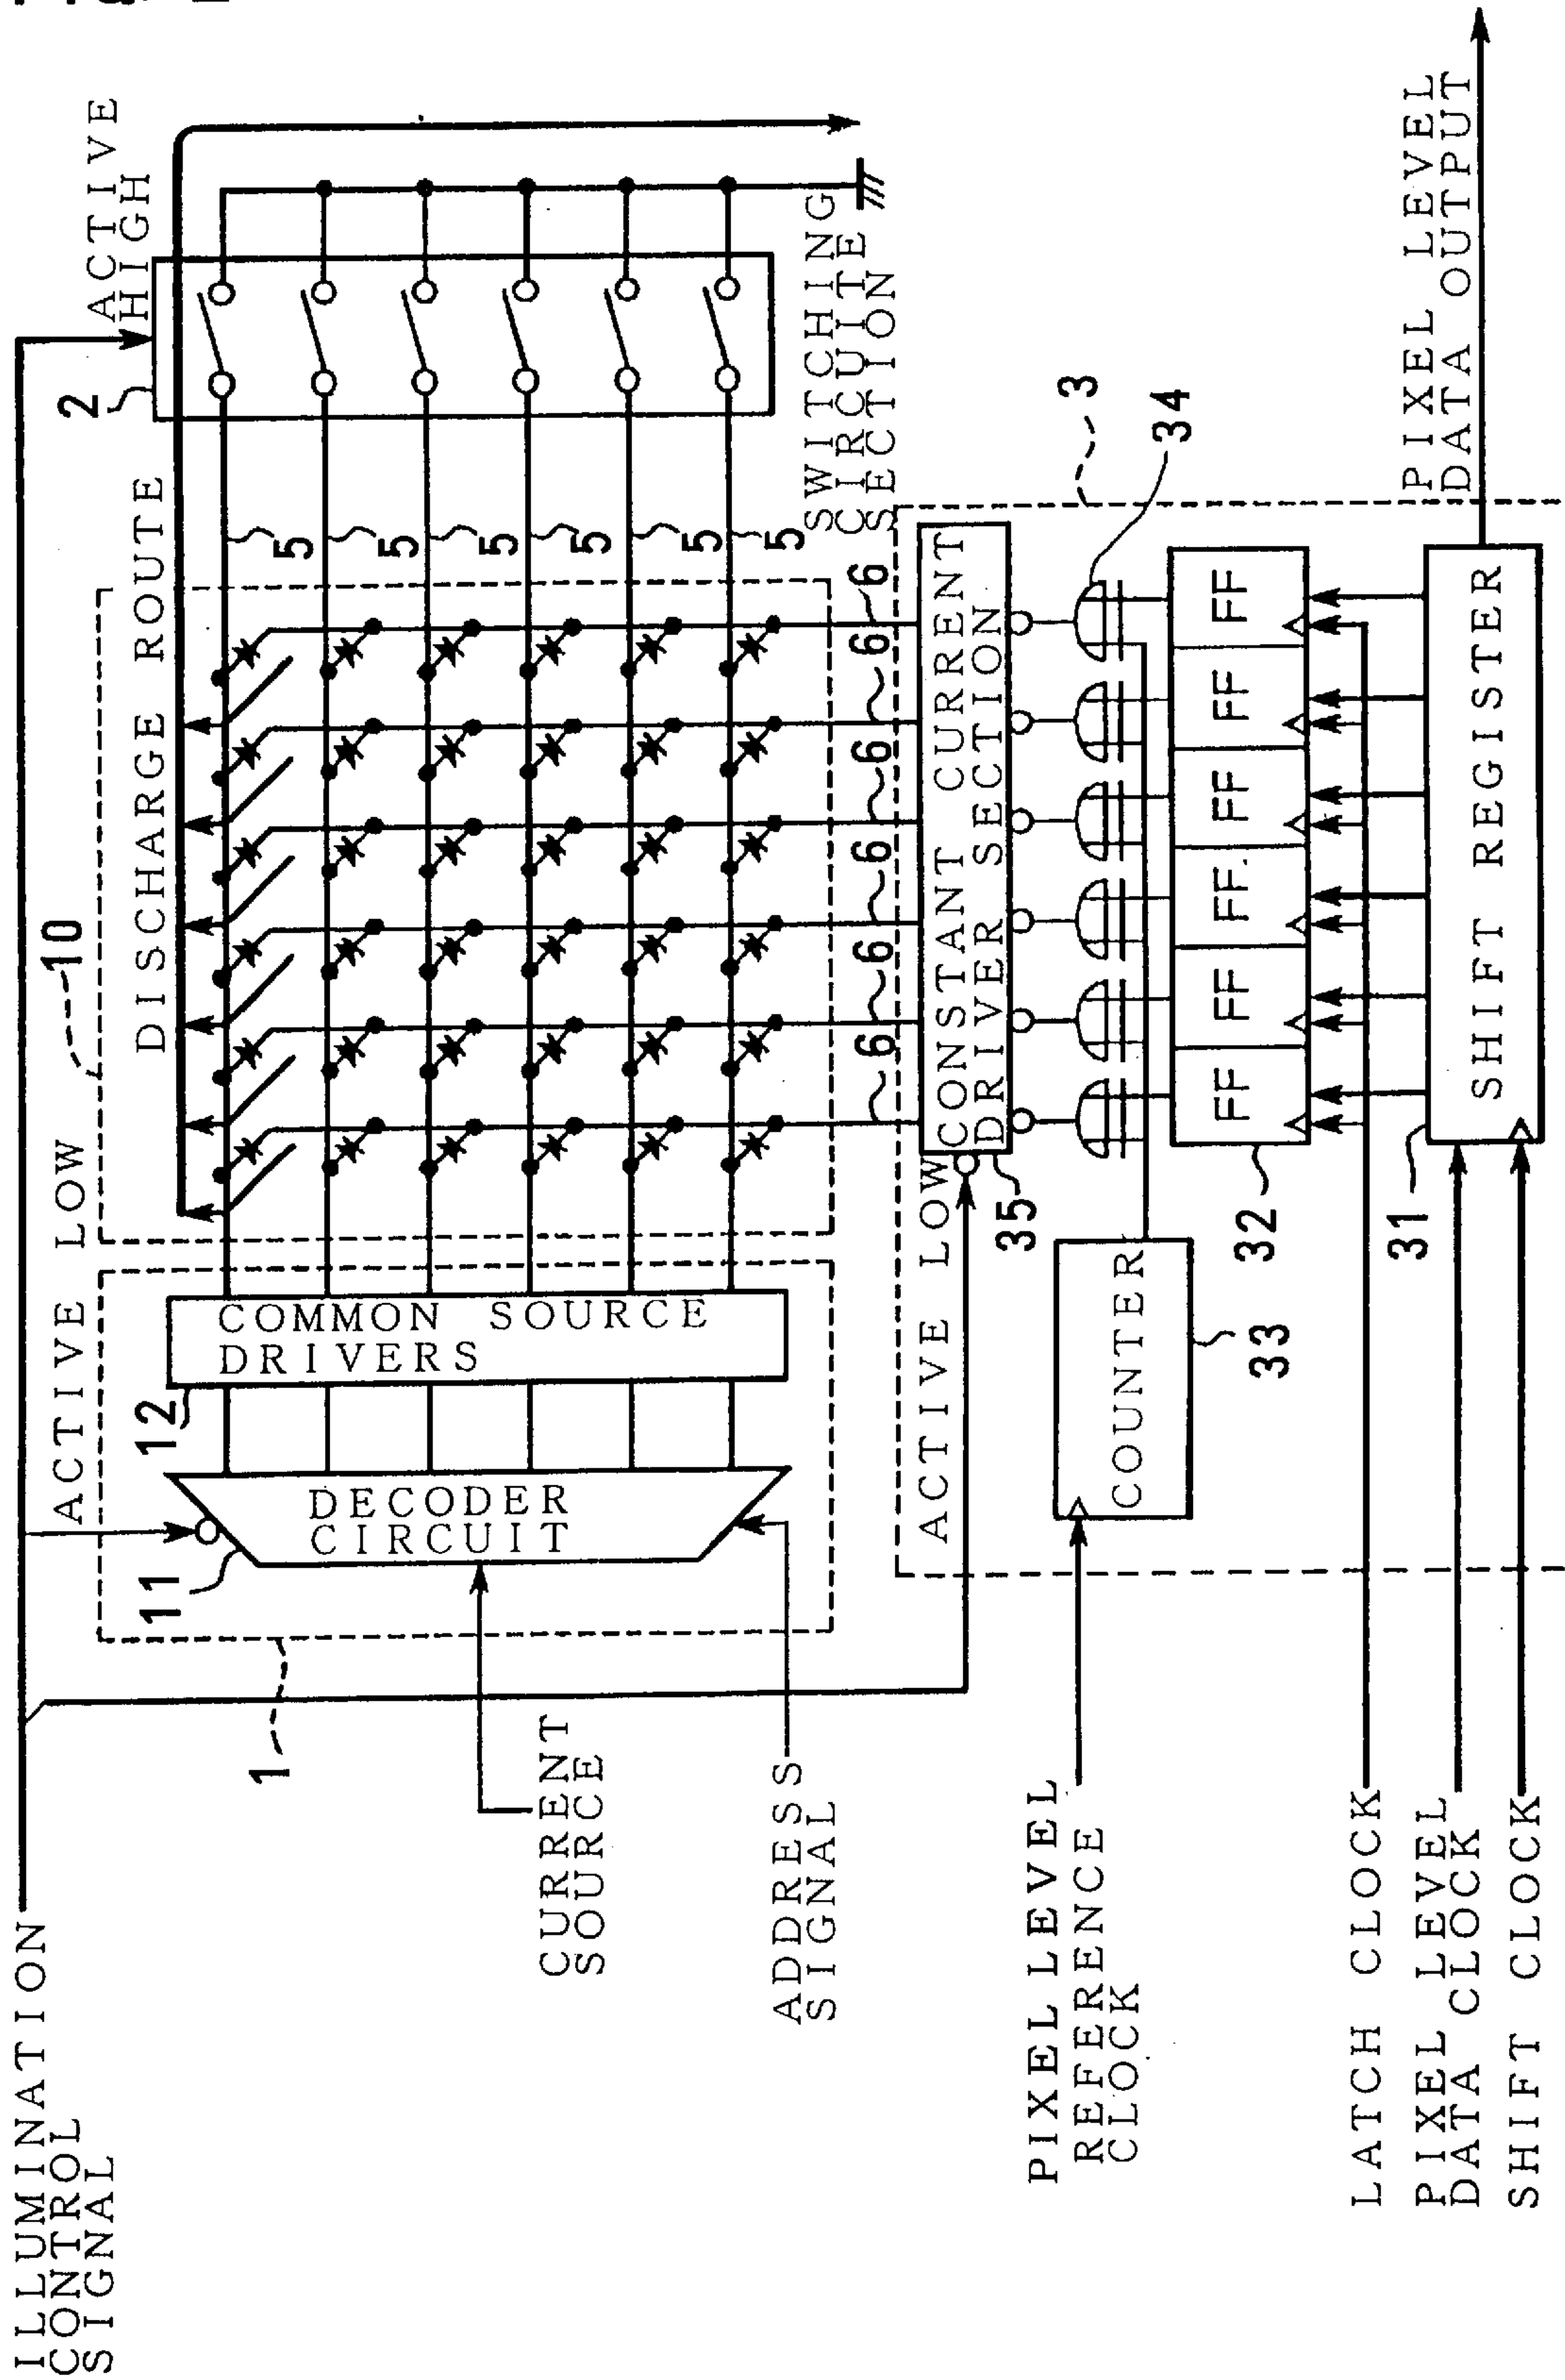 ILLUMINATION
CONTROL
SIGNAL
ACTIVE LOW
10
DISCHARGE ROUTE
2
ACTIVE
HIGH
11
12
DECODER
CIRCUIT
COMMON SOURCE
DRIVERS
5
5
5
5
5
5
1
CURRENT
SOURCE
ADDRESS
SIGNAL
SWITCHING
CIRCUITE
SECTION
6
6
6
6
6
6
ACTIVE LOW
CONSTANT CURRENT
DRIVER SECTION
35
3
34
PIXEL LEVEL
REFERENCE
CLOCK
COUNTER
33
FF
FF
FF
FF
FF
FF
32
LATCH CLOCK
31
PIXEL LEVEL
DATA CLOCK
SHIFT CLOCK
SHIFT REGISTER
PIXEL LEVEL
DATA OUTPUT